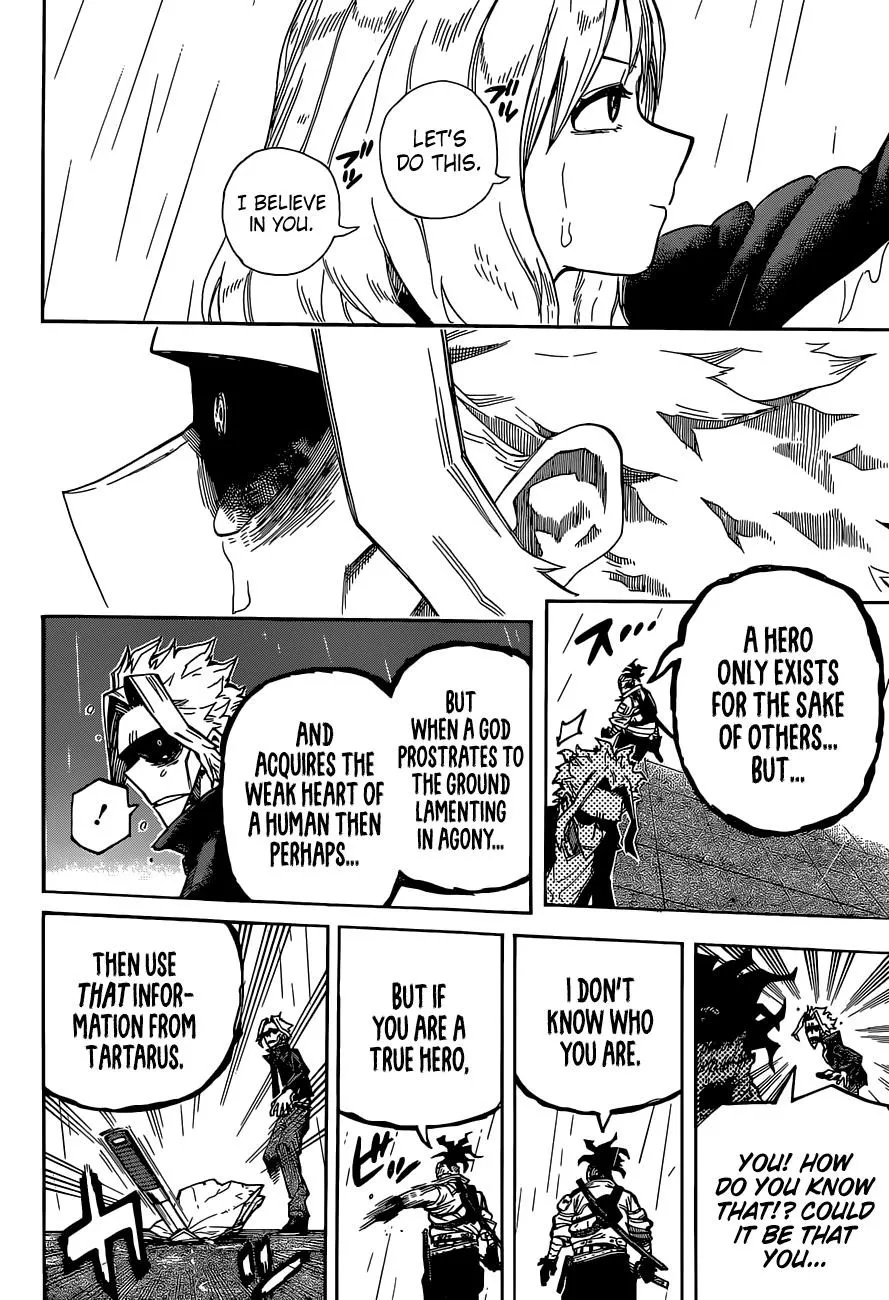 LET'S
DO THIS.
I BELIEVE
IN YOU.
ス...
A HERO
ONLY EXISTS
FOR THE SAKE
OF OTHERS...
BUT...
BUT
WHEN A GOD
PROSTRATES TO
THE GROUND
LAMENTING
IN AGONY...
AND
ACQUIRES THE
WEAK HEART OF
A HUMAN THEN
PERHAPS...
!
YOU! HOW
DO YOU KNOW
THAT!? COULD
IT BE THAT
YOU...
I DON'T
KNOW WHO
YOU ARE.
BUT IF
YOU ARE A
TRUE HERO,
ビッ
THEN USE
THAT INFOR-
MATION FROM
TARTARUS.